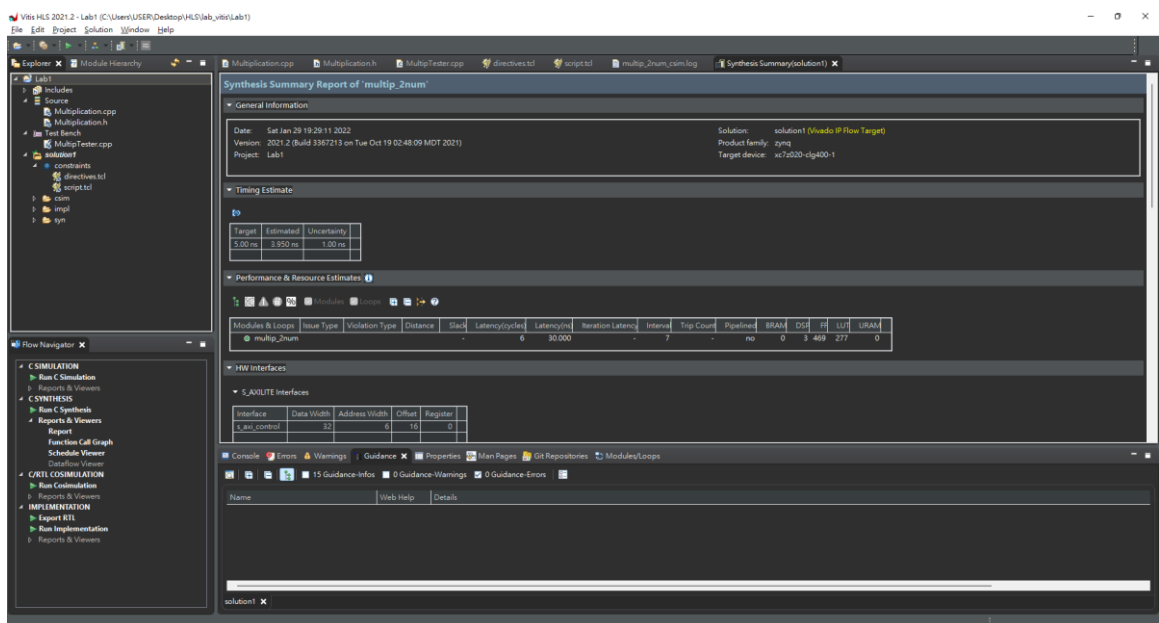 Vitis HLS 2021.2 - Lab1 (C:\Users\USER\Desktop\HLS\lab_vitis\Lab1)
File Edit Project Solution Window Help
Explorer Module Hierarchy
Lab1
Includes
Source
Multiplication.cpp
Multiplication.h
Test Bench
MultipTester.cpp
solution1
constraints
directives.tcl
script.tcl
csim
impl
syn
Flow Navigator
C SIMULATION
Run C Simulation
Reports & Viewers
C SYNTHESIS
Run C Synthesis
Reports & Viewers
Report
Function Call Graph
Schedule Viewer
Dataflow Viewer
C/RTL COSIMULATION
Run Cosimulation
Reports & Viewers
IMPLEMENTATION
Export RTL
Run Implementation
Reports & Viewers
Multiplication.cpp Multiplication.h MultipTester.cpp directives.tcl script.tcl multip_2num_csim.log Synthesis Summary(solution1)
Synthesis Summary Report of 'multip_2num'
General Information
Date: Sat Jan 29 19:29:11 2022 Solution: solution1 (Vivado IP Flow Target)
Version: 2021.2 (Build 3367213 on Tue Oct 19 02:48:09 MDT 2021) Product family: zynq
Project: Lab1 Target device: xc7z020-clg400-1
Timing Estimate
Target Estimated Uncertainty
5.00 ns 3.950 ns 1.00 ns
Performance & Resource Estimates
% Modules Loops
Modules & Loops Issue Type Violation Type Distance Slack Latency(cycles) Latency(ns) Iteration Latency Interval Trip Count Pipelined BRAM DSP FF LUT URAM
multip_2num - 6 30.000 - 7 - no 0 3 469 277 0
HW Interfaces
S_AXILITE Interfaces
Interface Data Width Address Width Offset Register
s_axi_control 32 6 16 0
Console Errors Warnings Guidance Properties Man Pages Git Repositories Modules/Loops
15 Guidance-Infos 0 Guidance-Warnings 0 Guidance-Errors
Name Web Help Details
solution1